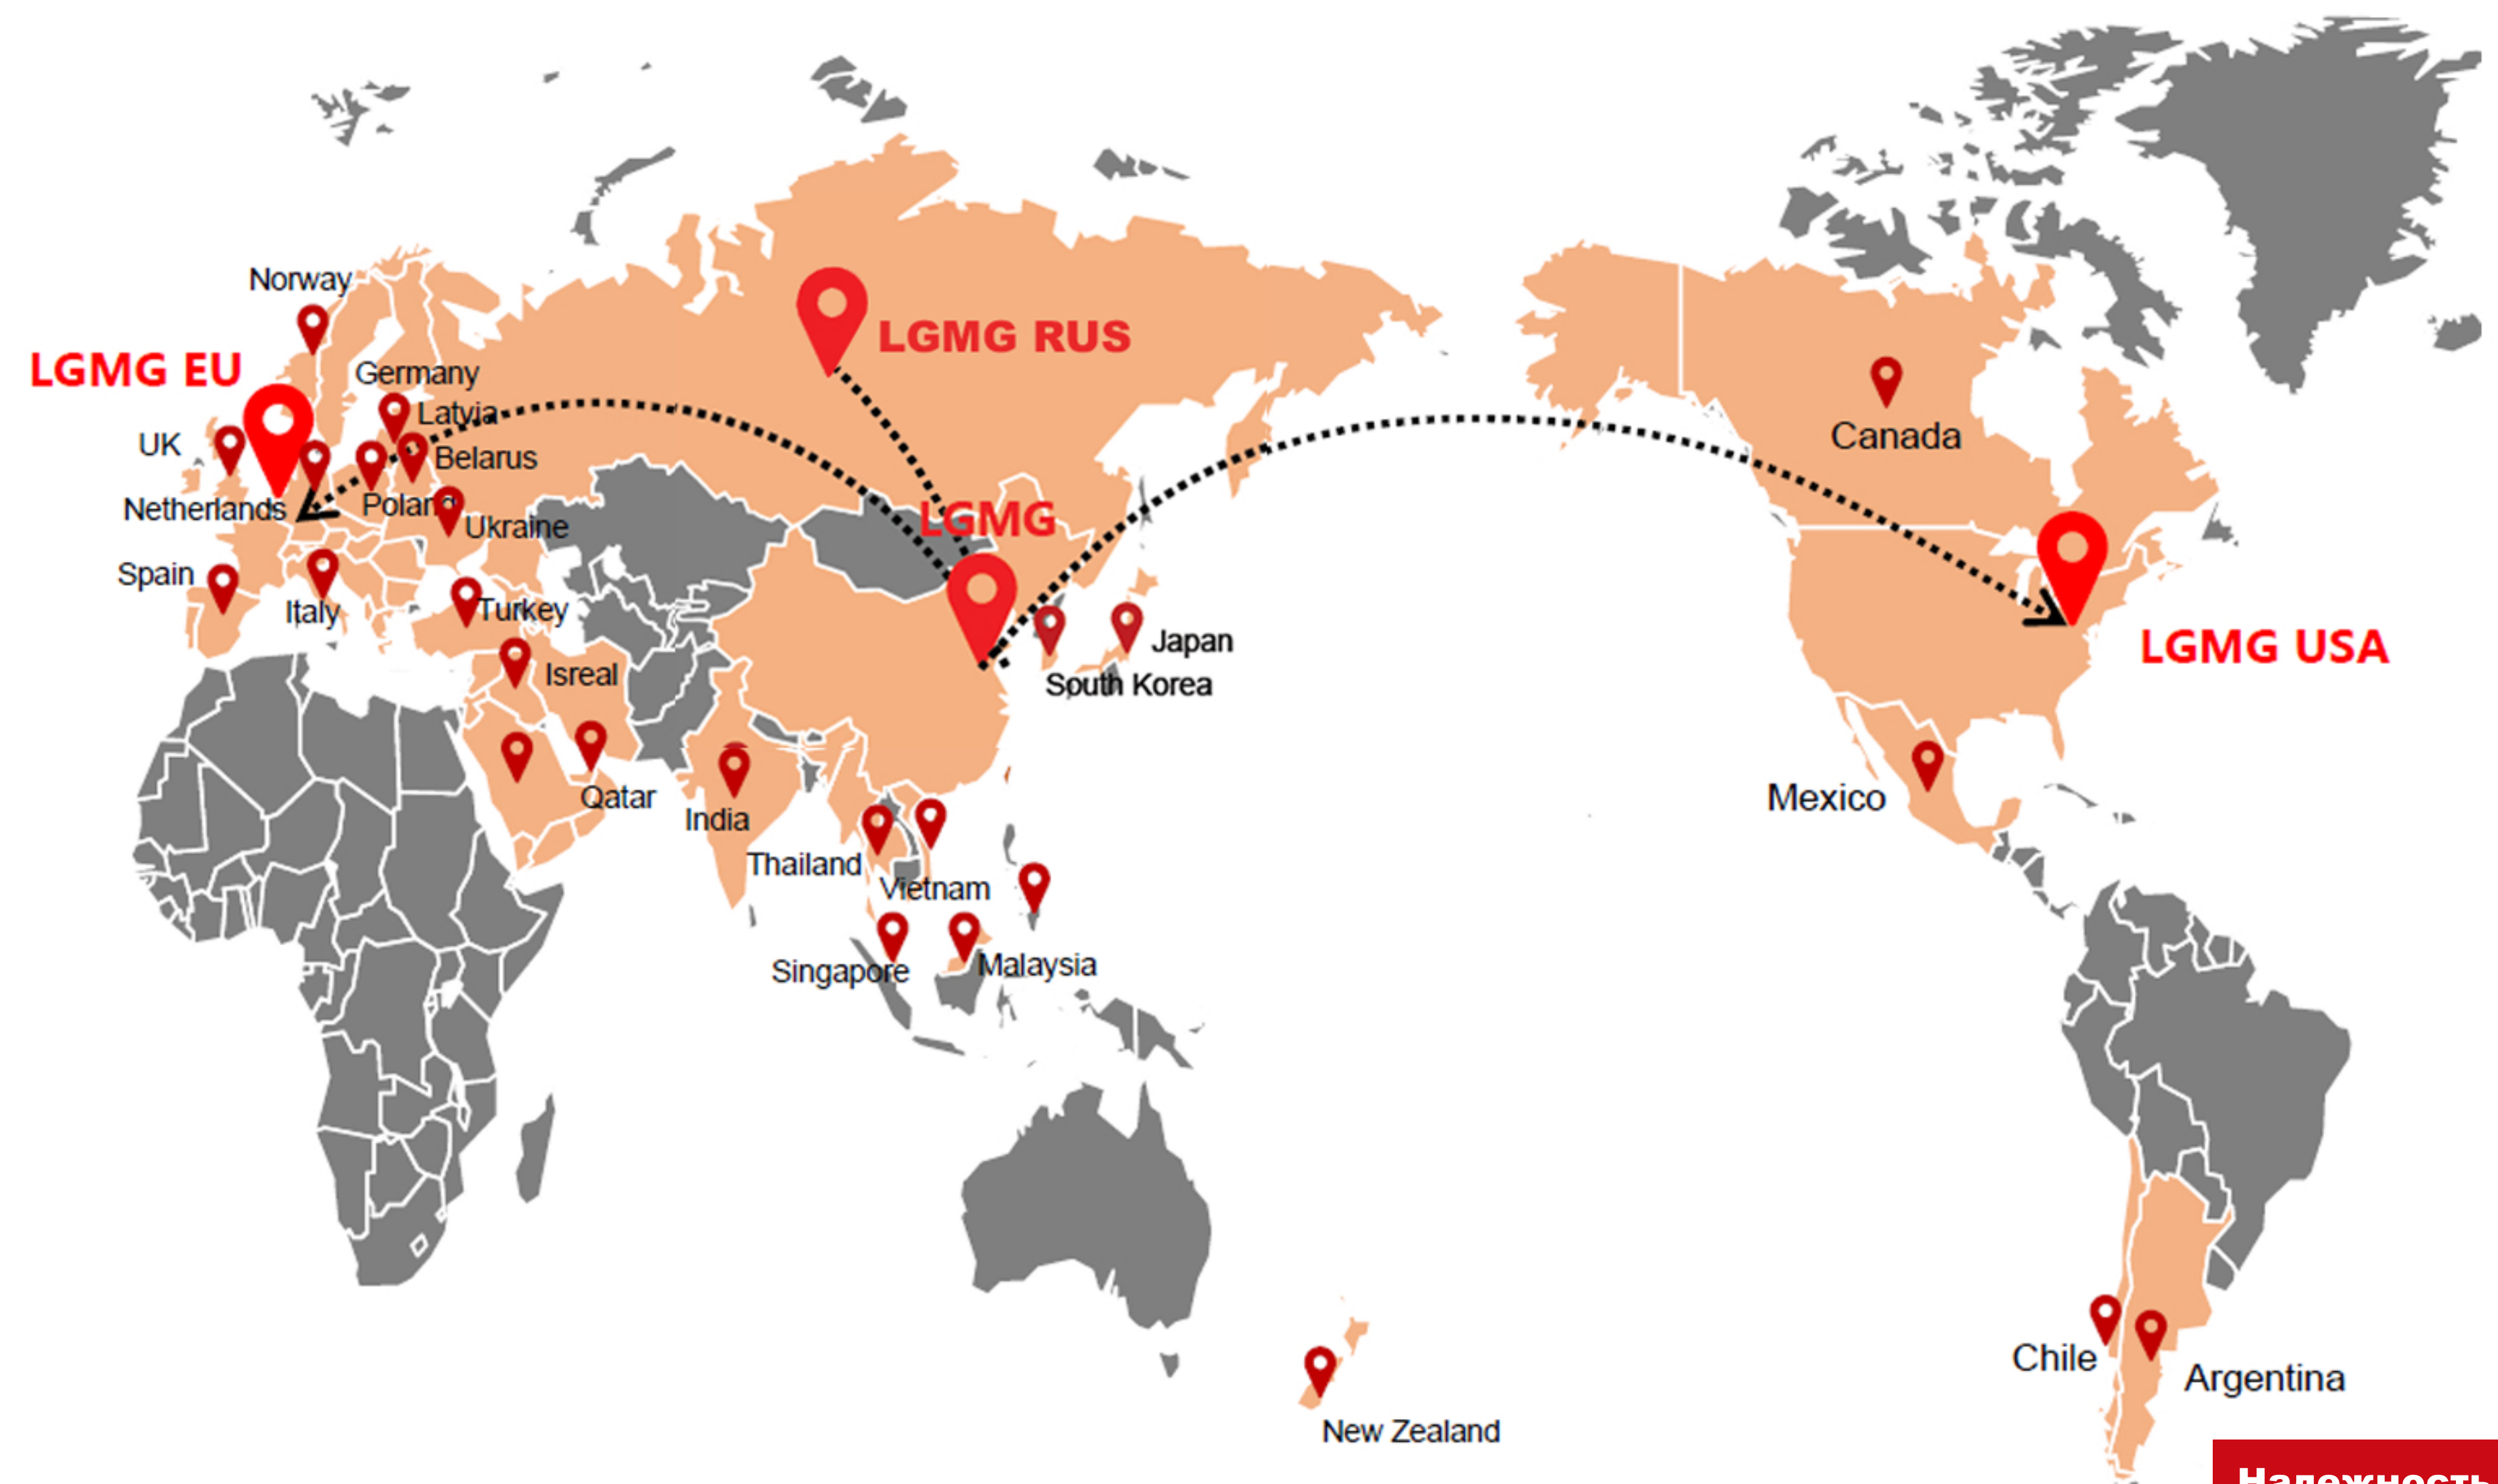 Norway
LGMG RUS
LGMG EU
Germany
Latvia
UK
Belarus
Canada
Netherlands
Poland
Ukraine
LGMG
Spain
Italy
Turkey
Japan
LGMG USA
Isreal
South Korea
Qatar
India
Mexico
Thailand
Vietnam
Singapore
Malaysia
Chile
Argentina
New Zealand
Надежность